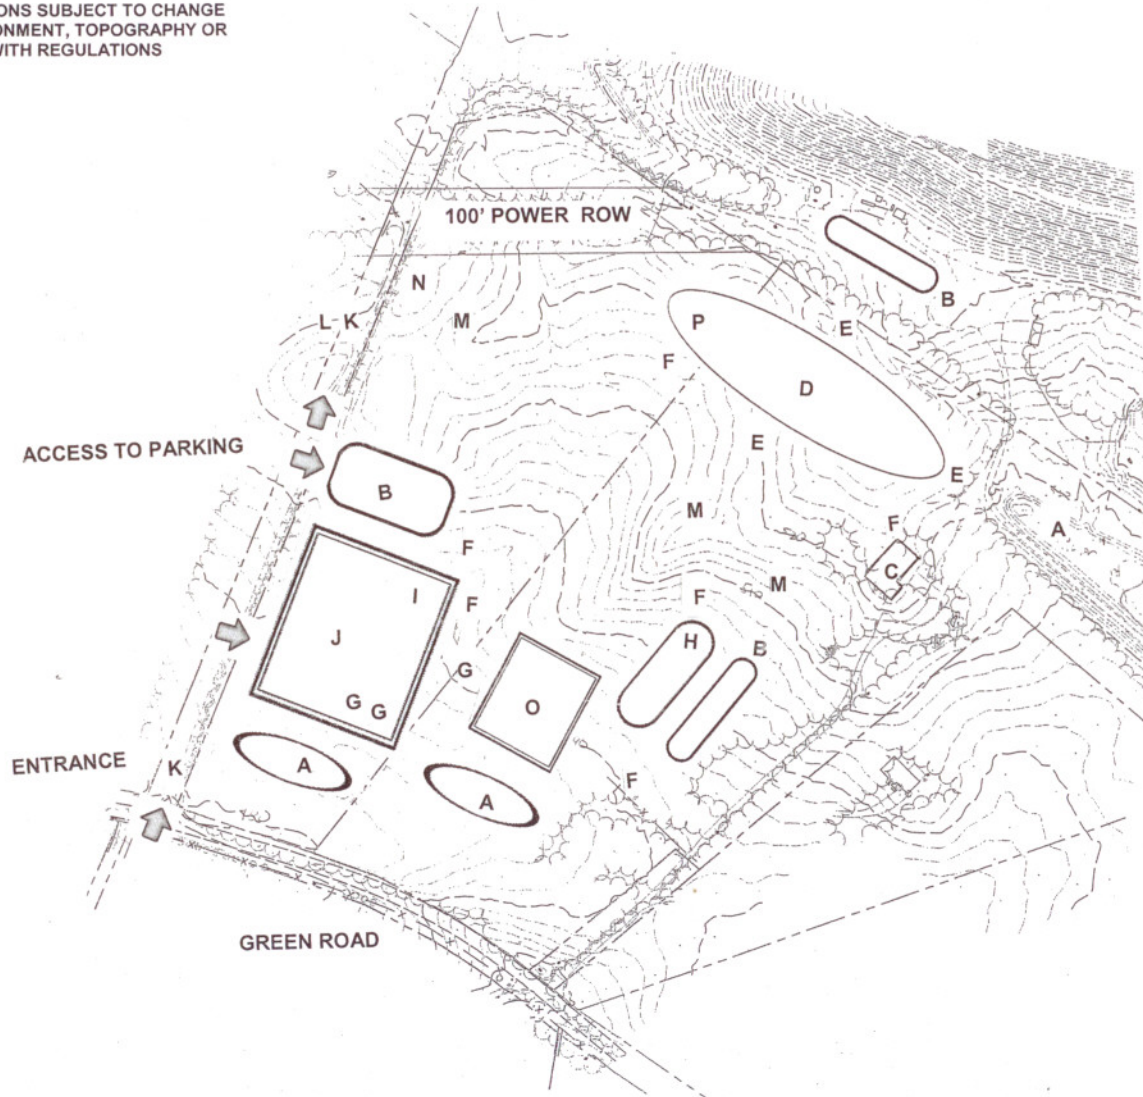 ONS SUBJECT TO CHANGE
ONMENT, TOPOGRAPHY OR
WITH REGULATIONS
100' POWER ROW
B
N
L K
M
P
E
F
D
ACCESS TO PARKING
E
E
B
M
F
A
F
C
I
F
F
M
J
H
B
G
G G
O
ENTRANCE
K
A
F
A
GREEN ROAD